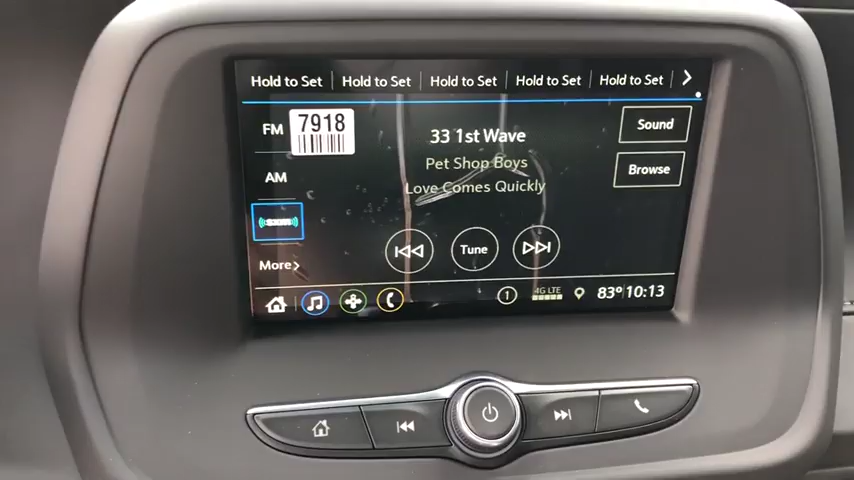 Hold to Set Hold to Set Hold to Set Hold to Set Hold to Set
FM
7918
33 1st Wave
Sound
Pet Shop Boys
AM
Browse
Love Comes Quickly
SXM
Tune
More
4G LTE
1
83° 10:13